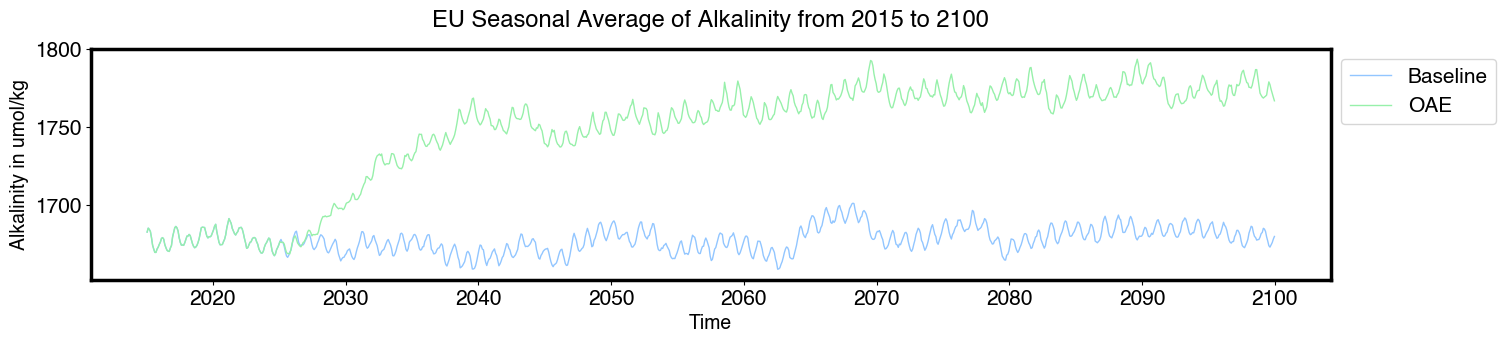 EU Seasonal Average of Alkalinity from 2015 to 2100
Alkalinity in umol/kg
1800
1750
1700
2020 2030 2040 2050 2060 2070 2080 2090 2100
Time
Baseline
OAE